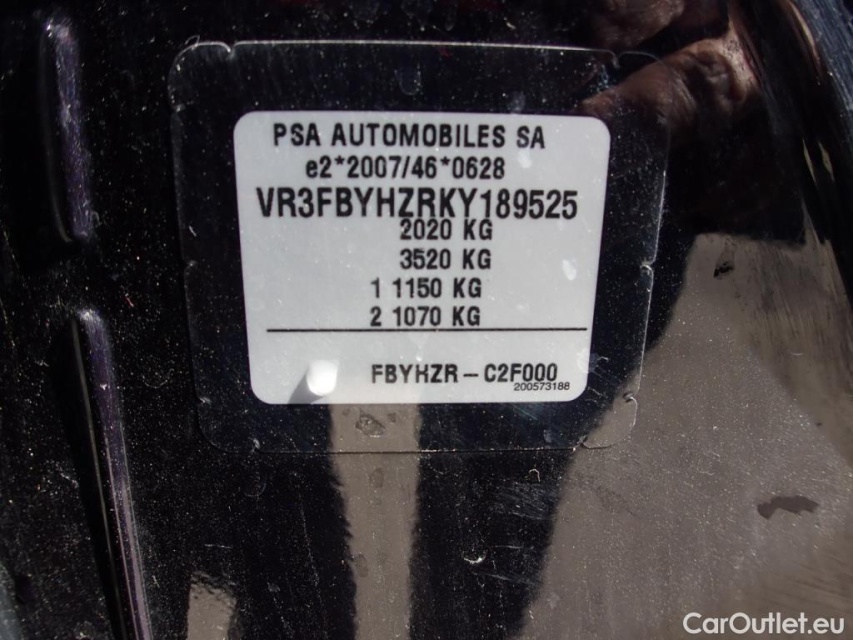 PSA AUTOMOBILES SA
e2*2007/46*0628
VR3FBYHZRKY189525
2020 KG
3520 KG
1 1150 KG
2 1070 KG
FBYHZR-C2F000
200573188
CarOutlet.eu